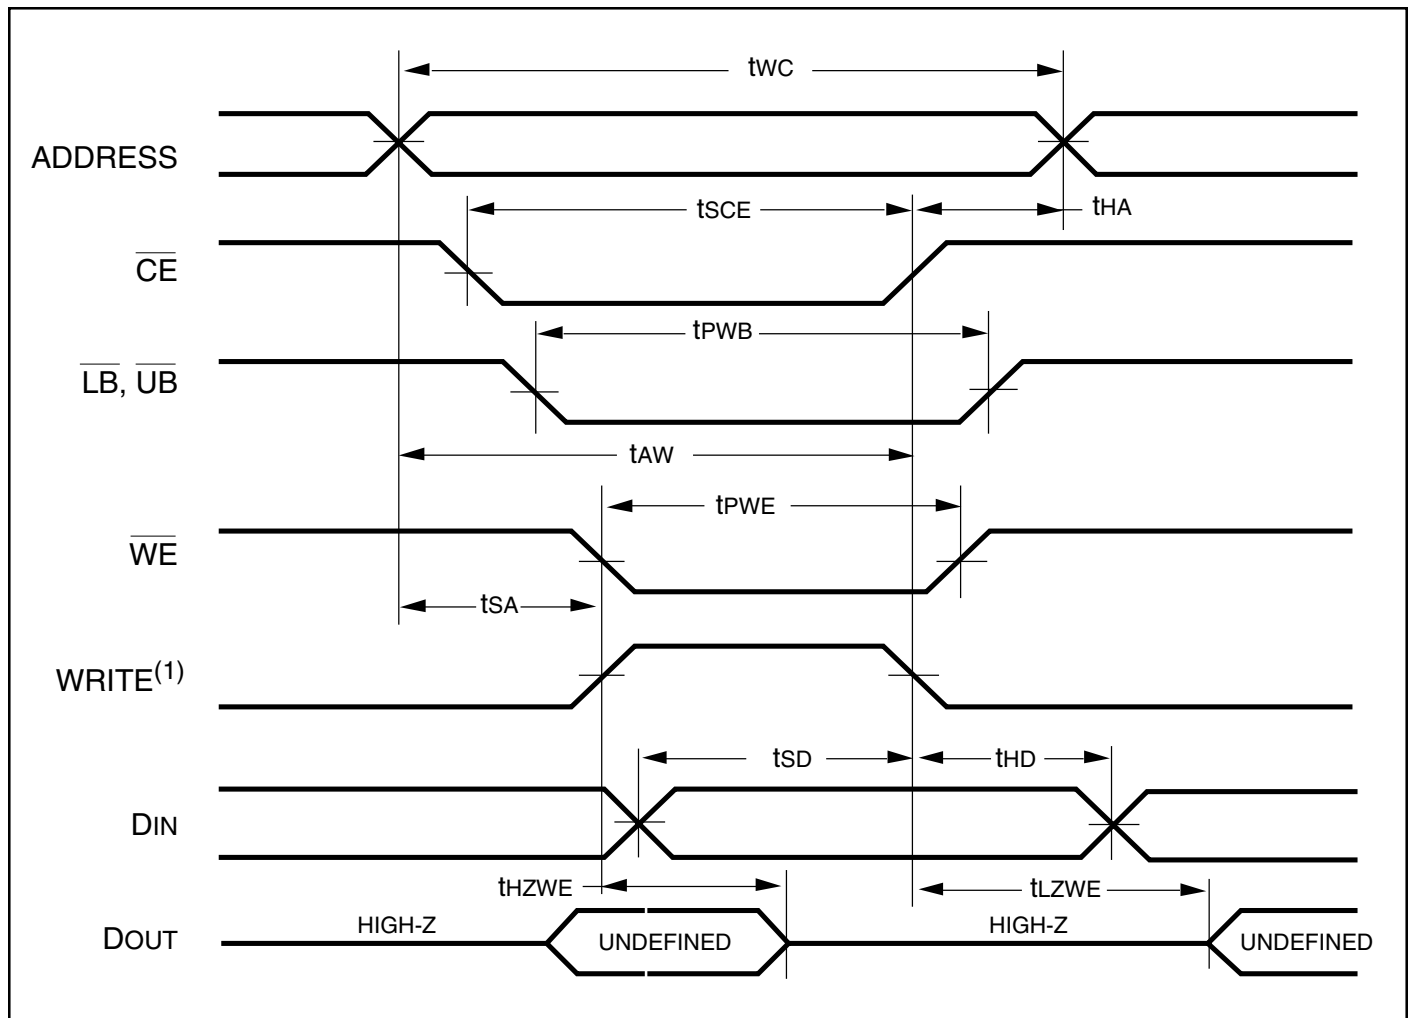 tWC
ADDRESS
tSCE
tHA
CE
tPWB
LB, UB
tAW
tPWE
WE
tSA
WRITE(1)
tSD
tHD
DIN
tHZWE
tLZWE
HIGH-Z
HIGH-Z
DOUT
UNDEFINED
UNDEFINED